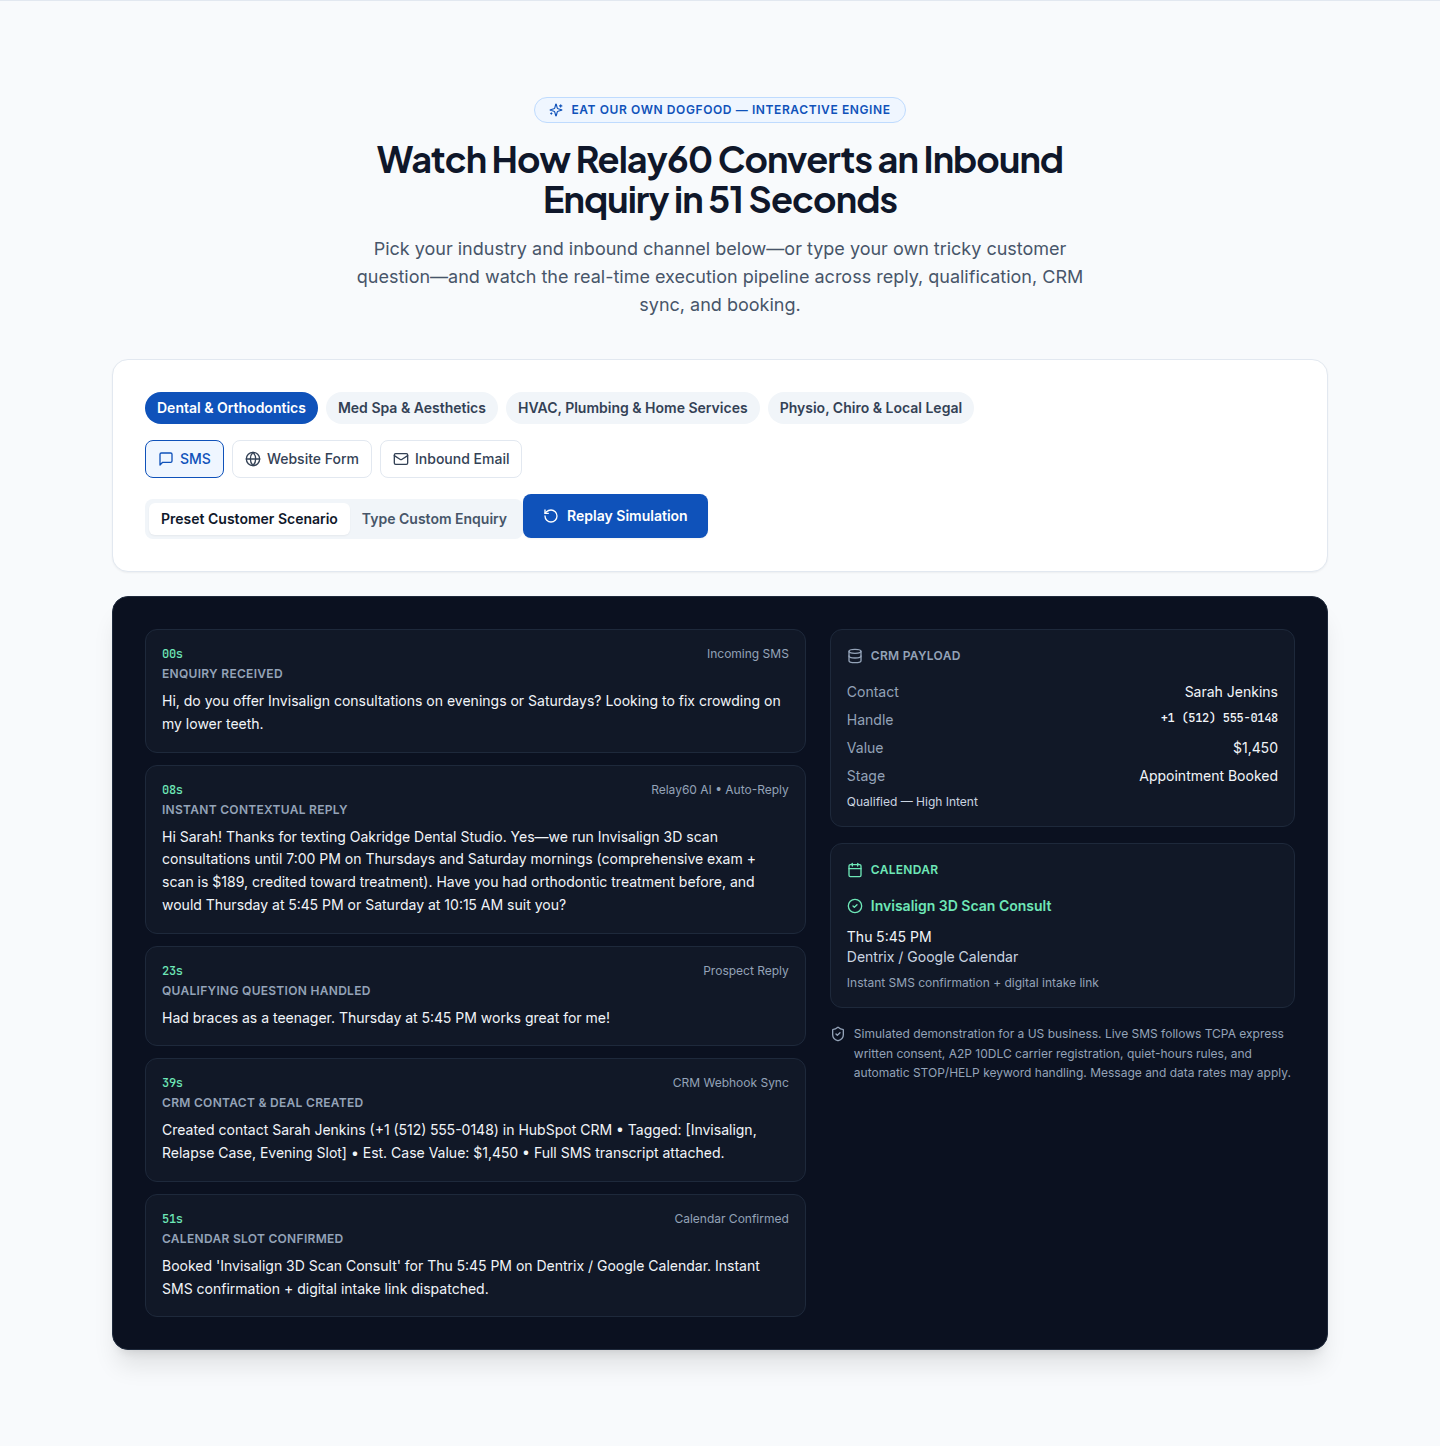 EAT OUR OWN DOGFOOD — INTERACTIVE ENGINE
Watch How Relay60 Converts an Inbound
Enquiry in 51 Seconds
Pick your industry and inbound channel below—or type your own tricky customer
question—and watch the real-time execution pipeline across reply, qualification, CRM
sync, and booking.
Dental & Orthodontics
Med Spa & Aesthetics
HVAC, Plumbing & Home Services
Physio, Chiro & Local Legal
SMS
Website Form
Inbound Email
Preset Customer Scenario
Type Custom Enquiry
Replay Simulation
00s
Incoming SMS
ENQUIRY RECEIVED
Hi, do you offer Invisalign consultations on evenings or Saturdays? Looking to fix crowding on
my lower teeth.
08s
Relay60 AI • Auto-Reply
INSTANT CONTEXTUAL REPLY
Hi Sarah! Thanks for texting Oakridge Dental Studio. Yes—we run Invisalign 3D scan
consultations until 7:00 PM on Thursdays and Saturday mornings (comprehensive exam +
scan is $189, credited toward treatment). Have you had orthodontic treatment before, and
would Thursday at 5:45 PM or Saturday at 10:15 AM suit you?
23s
Prospect Reply
QUALIFYING QUESTION HANDLED
Had braces as a teenager. Thursday at 5:45 PM works great for me!
39s
CRM Webhook Sync
CRM CONTACT & DEAL CREATED
Created contact Sarah Jenkins (+1 (512) 555-0148) in HubSpot CRM • Tagged: [Invisalign,
Relapse Case, Evening Slot] • Est. Case Value: $1,450 • Full SMS transcript attached.
51s
Calendar Confirmed
CALENDAR SLOT CONFIRMED
Booked 'Invisalign 3D Scan Consult' for Thu 5:45 PM on Dentrix / Google Calendar. Instant
SMS confirmation + digital intake link dispatched.
CRM PAYLOAD
Contact
Sarah Jenkins
Handle
+1 (512) 555-0148
Value
$1,450
Stage
Appointment Booked
Qualified — High Intent
CALENDAR
Invisalign 3D Scan Consult
Thu 5:45 PM
Dentrix / Google Calendar
Instant SMS confirmation + digital intake link
Simulated demonstration for a US business. Live SMS follows TCPA express
written consent, A2P 10DLC carrier registration, quiet-hours rules, and
automatic STOP/HELP keyword handling. Message and data rates may apply.